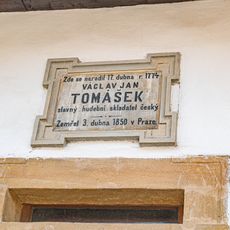 Zde se narodil 17. dubna r. 1774
VACLAV JAN
TOMÁŠEK
slavný hudební skladatel český
Zemřel 3. dubna 1850 v Praze.